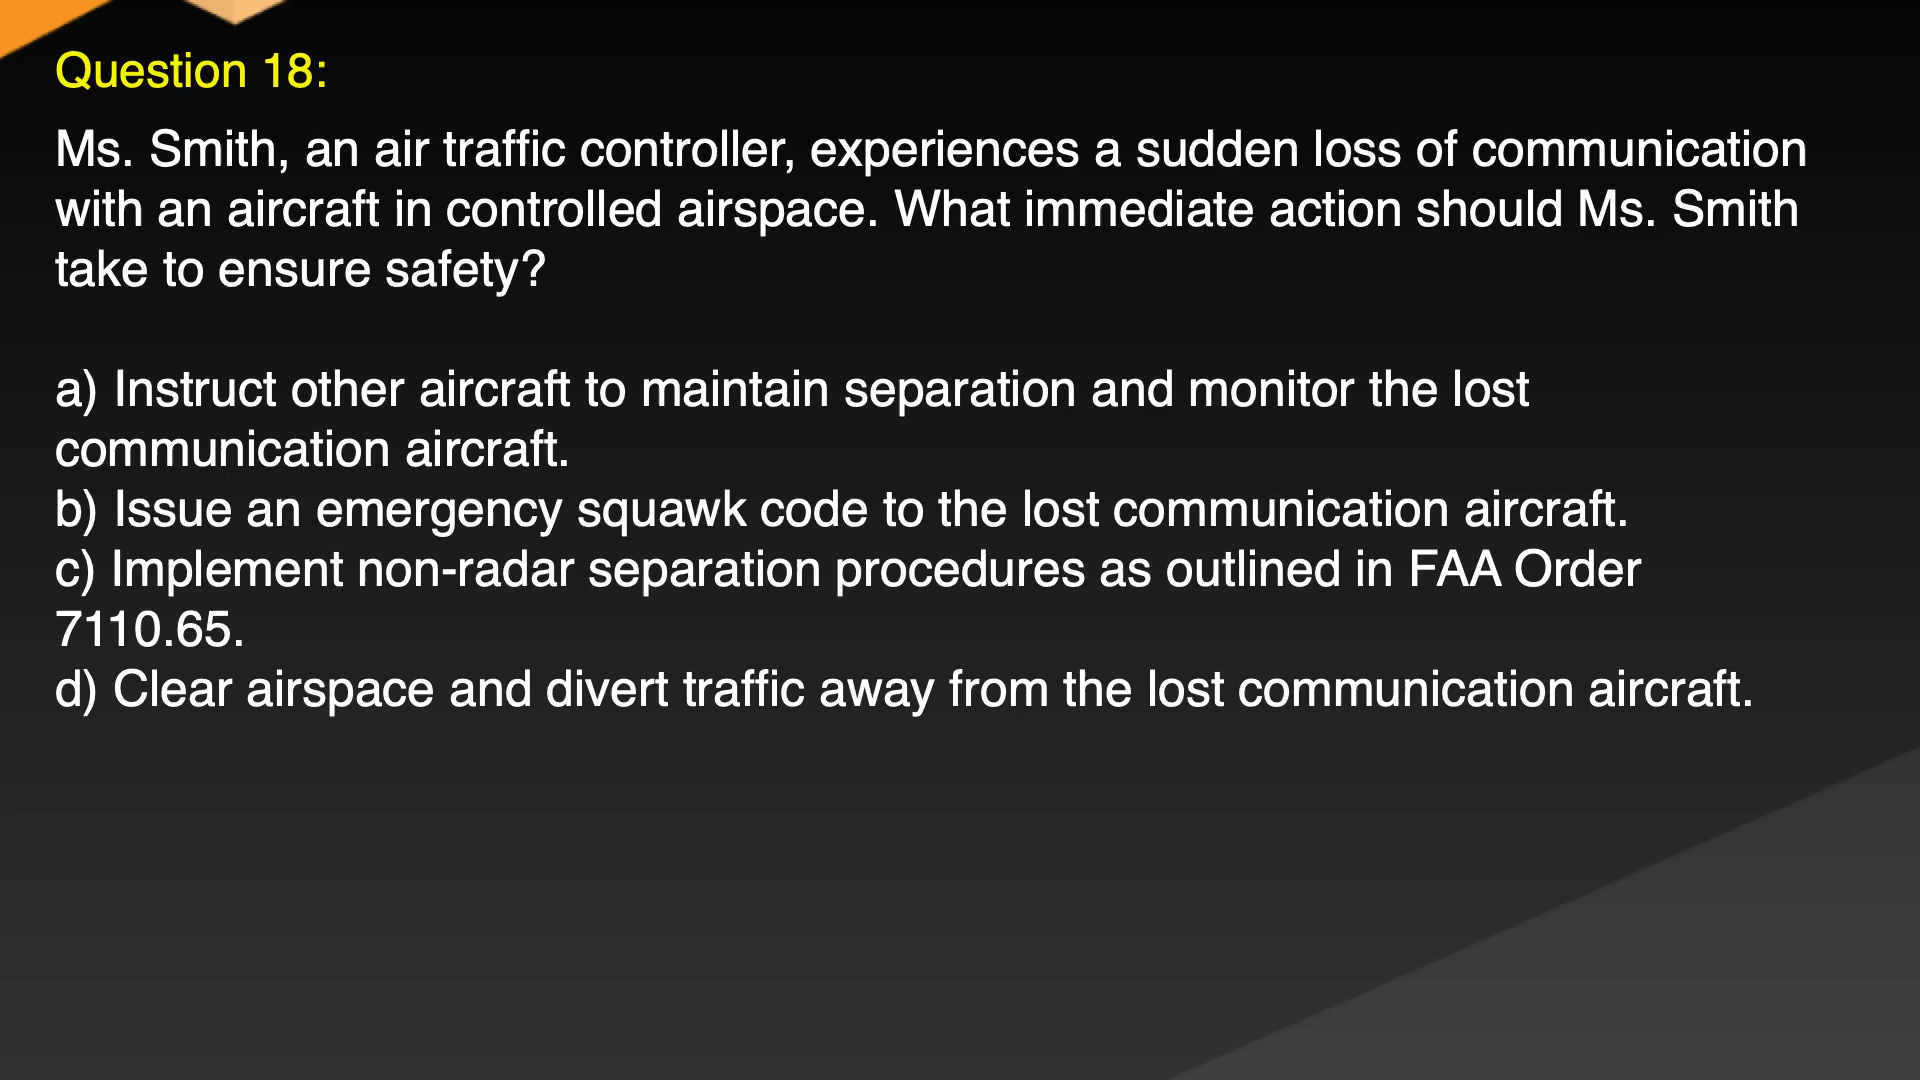 Question 18:
Ms. Smith, an air traffic controller, experiences a sudden loss of communication
with an aircraft in controlled airspace. What immediate action should Ms. Smith
take to ensure safety?
a) Instruct other aircraft to maintain separation and monitor the lost
communication aircraft.
b) Issue an emergency squawk code to the lost communication aircraft.
c) Implement non-radar separation procedures as outlined in FAA Order
7110.65.
d) Clear airspace and divert traffic away from the lost communication aircraft.